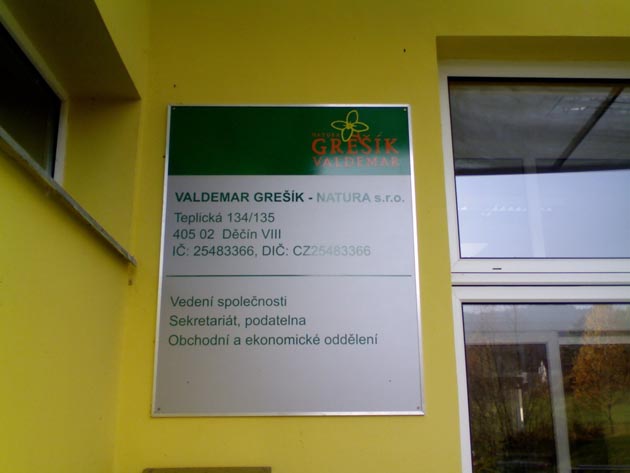 NATURA
GREŠÍK
VALDEMAR
VALDEMAR GREŠÍK - NATURA s.r.o.
Teplická 134/135
405 02 Děčín VIII
IČ: 25483366, DIČ: CZ25483366
Vedení společnosti
Sekretariát, podatelna
Obchodní a ekonomické oddělení